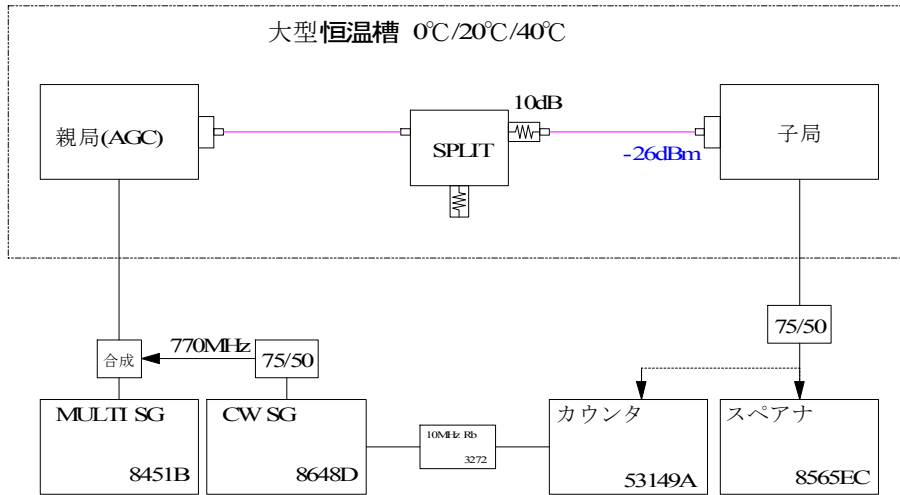 大型恒温槽 0℃/20℃/40℃
親局(AGC)
10dB
SPLIT
-26dBm
子局
75/50
合成
770MHz
75/50
MULTI SG
8451B
CW SG
8648D
10MHz Rb
3272
カウンタ
53149A
スペアナ
8565EC